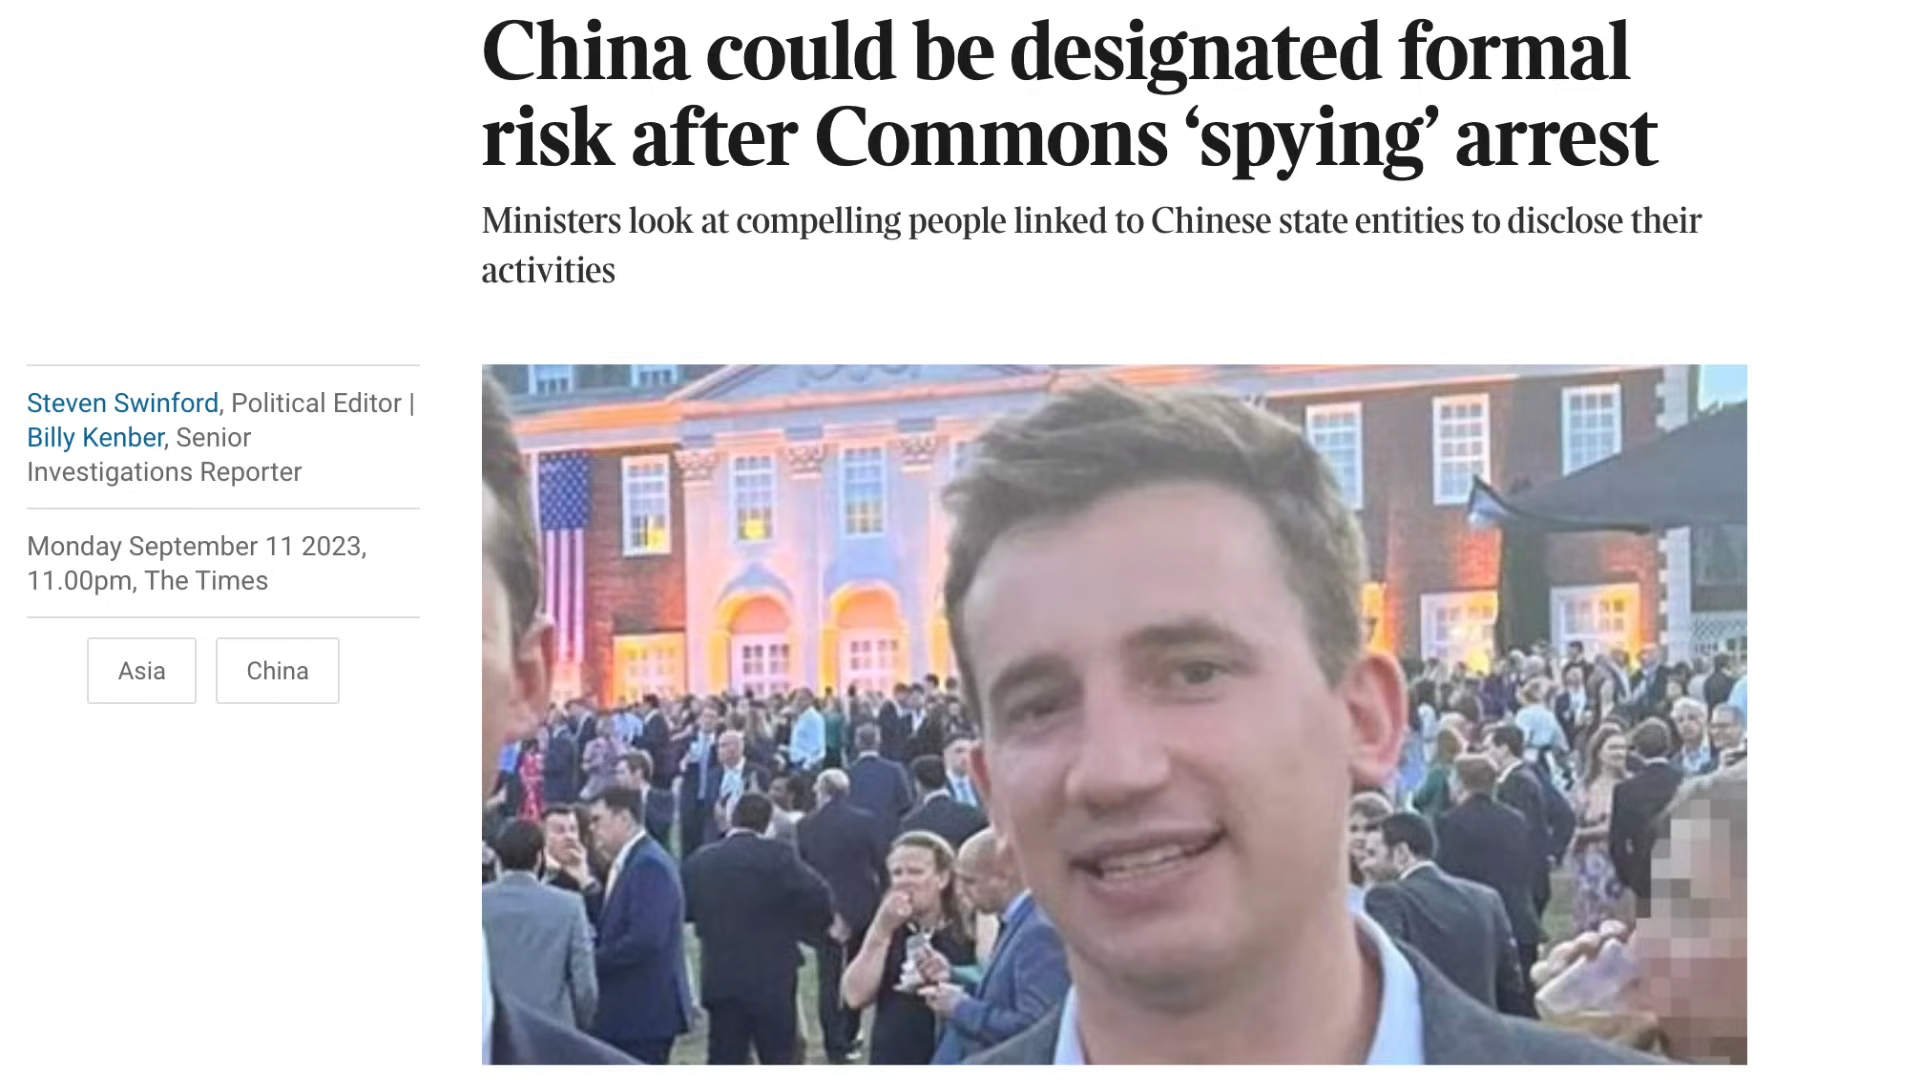 China could be designated formal
risk after Commons ‘spying’ arrest
Ministers look at compelling people linked to Chinese state entities to disclose their
activities
Steven Swinford, Political Editor |
Billy Kenber, Senior
Investigations Reporter
Monday September 11 2023,
11.00pm, The Times
Asia
China